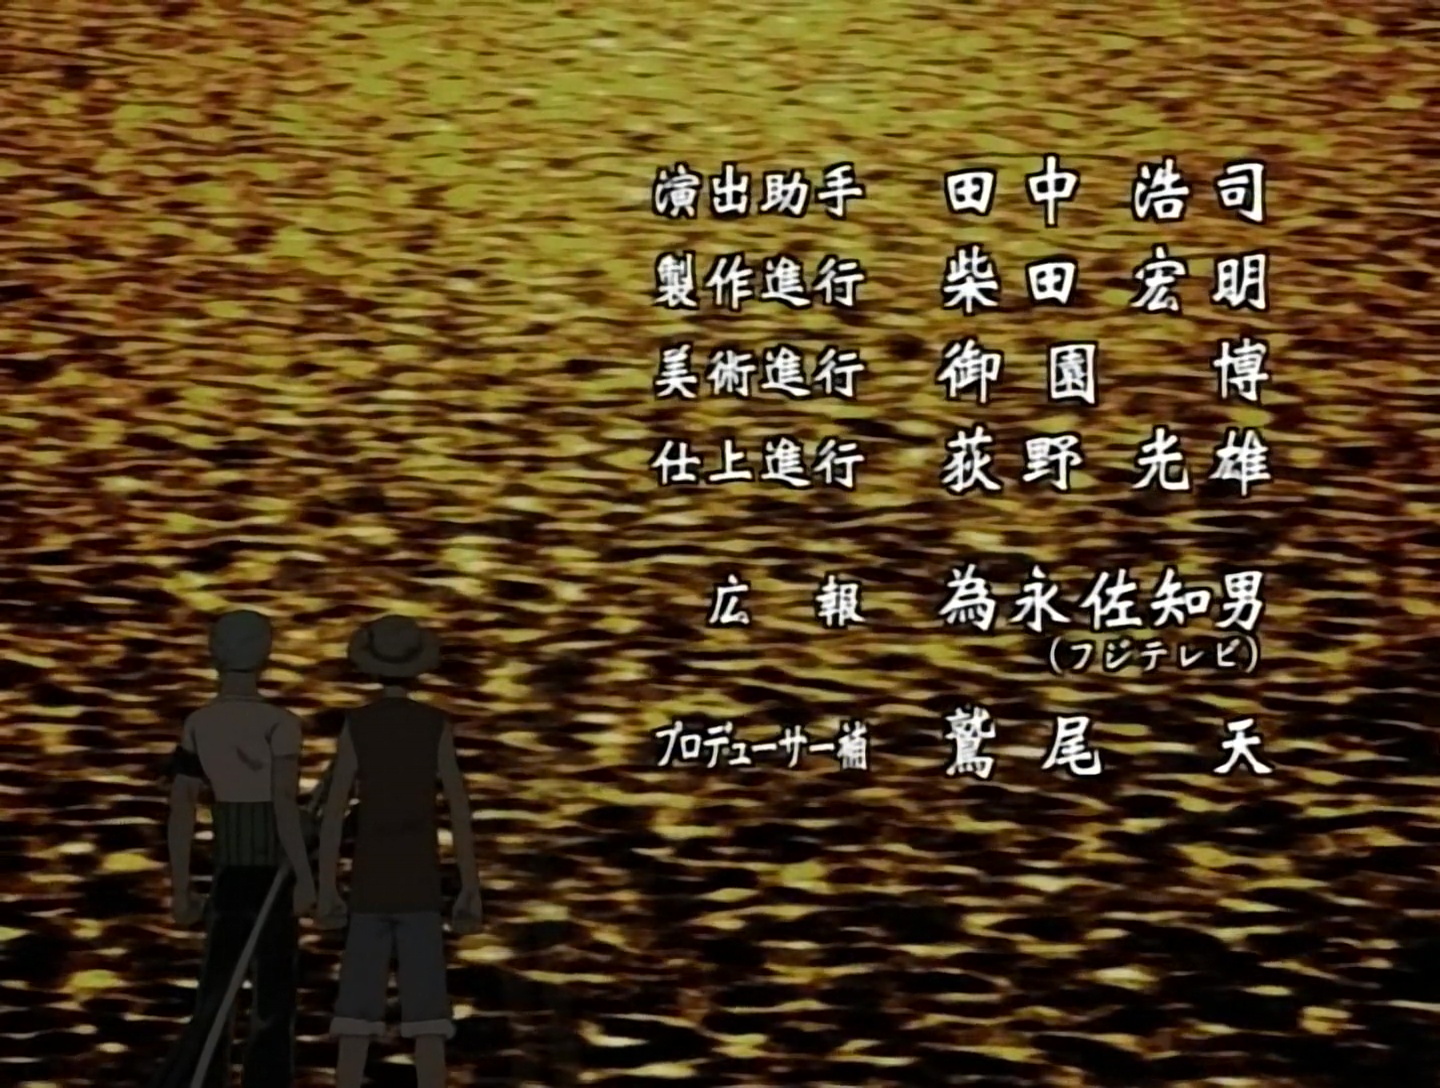 演出助手 田中 浩司
製作進行 柴田 宏明
美術進行 御園 博
仕上進行 荻野 光雄
広 報 為永佐知男
(フジテレビ)
プロデューサー補 鷲尾 天